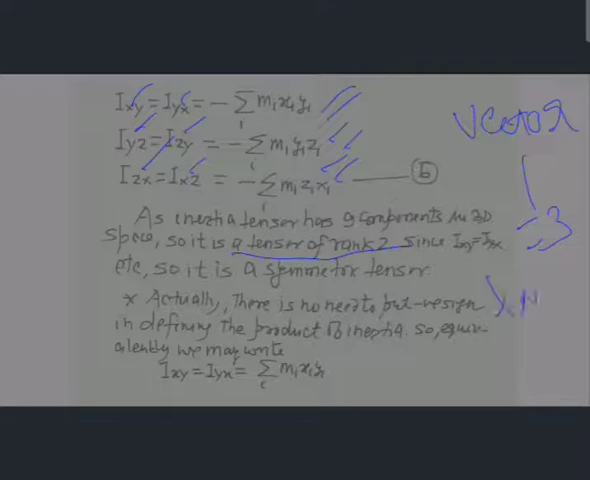 Ixy = Iyx = - Σ mi xi yi
i
Iyz = Izy = - Σ mi yi zi
i
Izx = Ixz = - Σ mi zi xi —— (b)
i
As inertia tensor has 9 components in 3D
space, so it is a tensor of rank 2 since Ixy = Iyx
etc, so it is a symmetor tensor.
* Actually, There is no need to put -ve sign
in defining the product of inertia. so, equiv-
alently we may write
Ixy = Iyx = Σ mi xi yi
i
vector
3